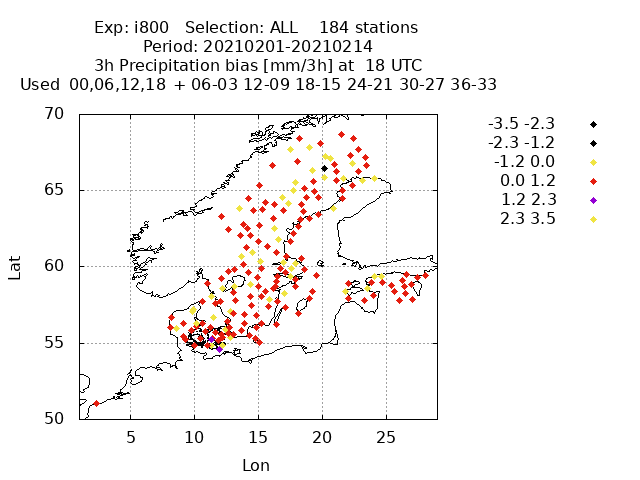 Exp: i800 Selection: ALL 184 stations
Period: 20210201-20210214
3h Precipitation bias [mm/3h] at 18 UTC
Used 00,06,12,18 + 06-03 12-09 18-15 24-21 30-27 36-33
70
65
60
55
50
Lat
5 10 15 20 25
Lon
-3.5 -2.3
-2.3 -1.2
-1.2 0.0
0.0 1.2
1.2 2.3
2.3 3.5